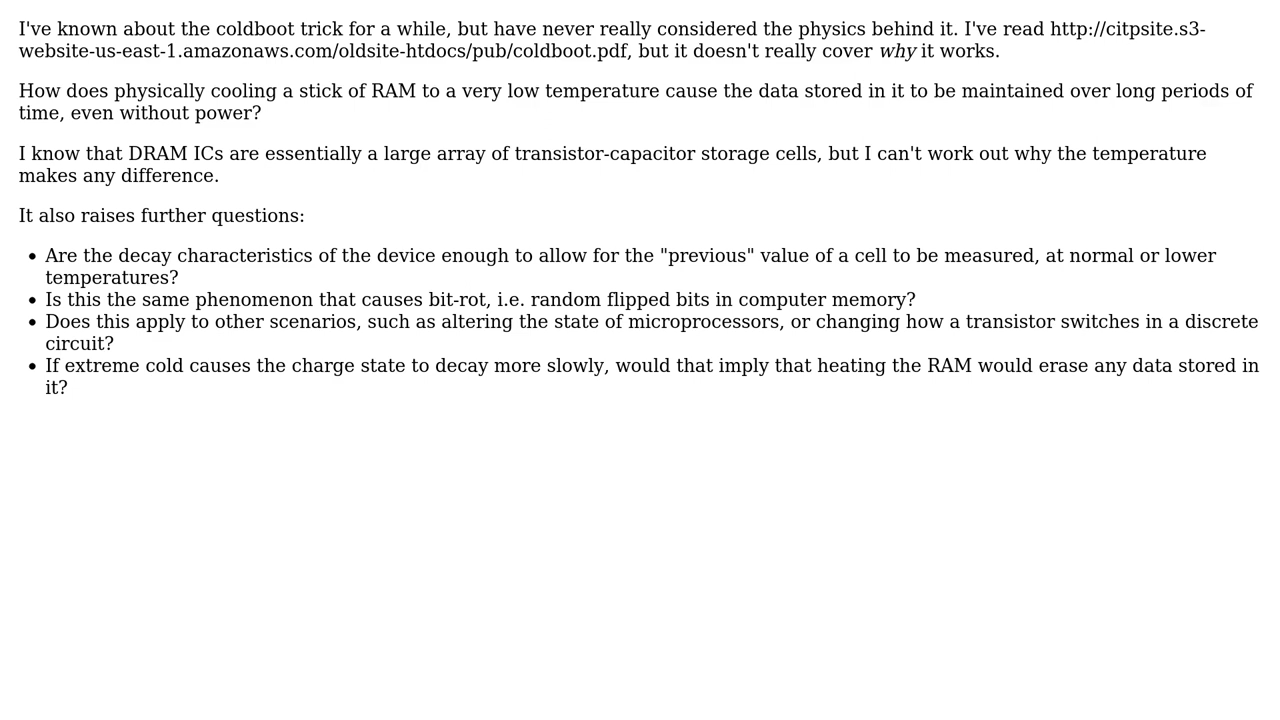 I've known about the coldboot trick for a while, but have never really considered the physics behind it. I've read http://citpsite.s3-
website-us-east-1.amazonaws.com/oldsite-htdocs/pub/coldboot.pdf, but it doesn't really cover why it works.
How does physically cooling a stick of RAM to a very low temperature cause the data stored in it to be maintained over long periods of
time, even without power?
I know that DRAM ICs are essentially a large array of transistor-capacitor storage cells, but I can't work out why the temperature
makes any difference.
It also raises further questions:
• Are the decay characteristics of the device enough to allow for the "previous" value of a cell to be measured, at normal or lower
temperatures?
• Is this the same phenomenon that causes bit-rot, i.e. random flipped bits in computer memory?
• Does this apply to other scenarios, such as altering the state of microprocessors, or changing how a transistor switches in a discrete
circuit?
• If extreme cold causes the charge state to decay more slowly, would that imply that heating the RAM would erase any data stored in
it?